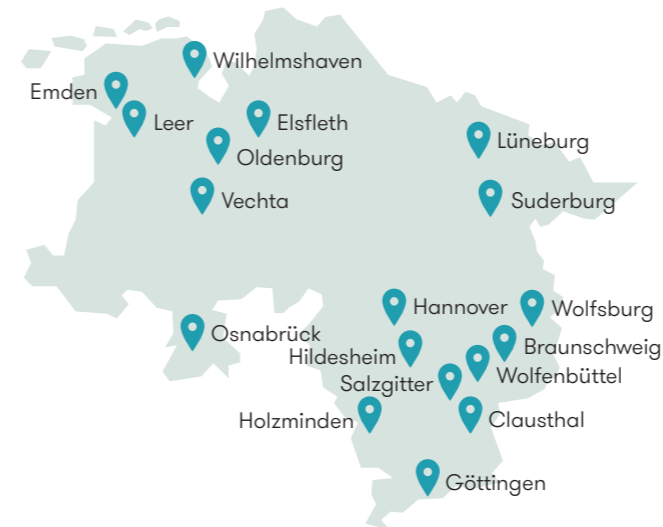 Wilhelmshaven
Emden
Leer
Elsfleth
Lüneburg
Oldenburg
Vechta
Suderburg
Hannover
Wolfsburg
Osnabrück
Braunschweig
Hildesheim
Wolfenbüttel
Salzgitter
Holzminden
Clausthal
Göttingen